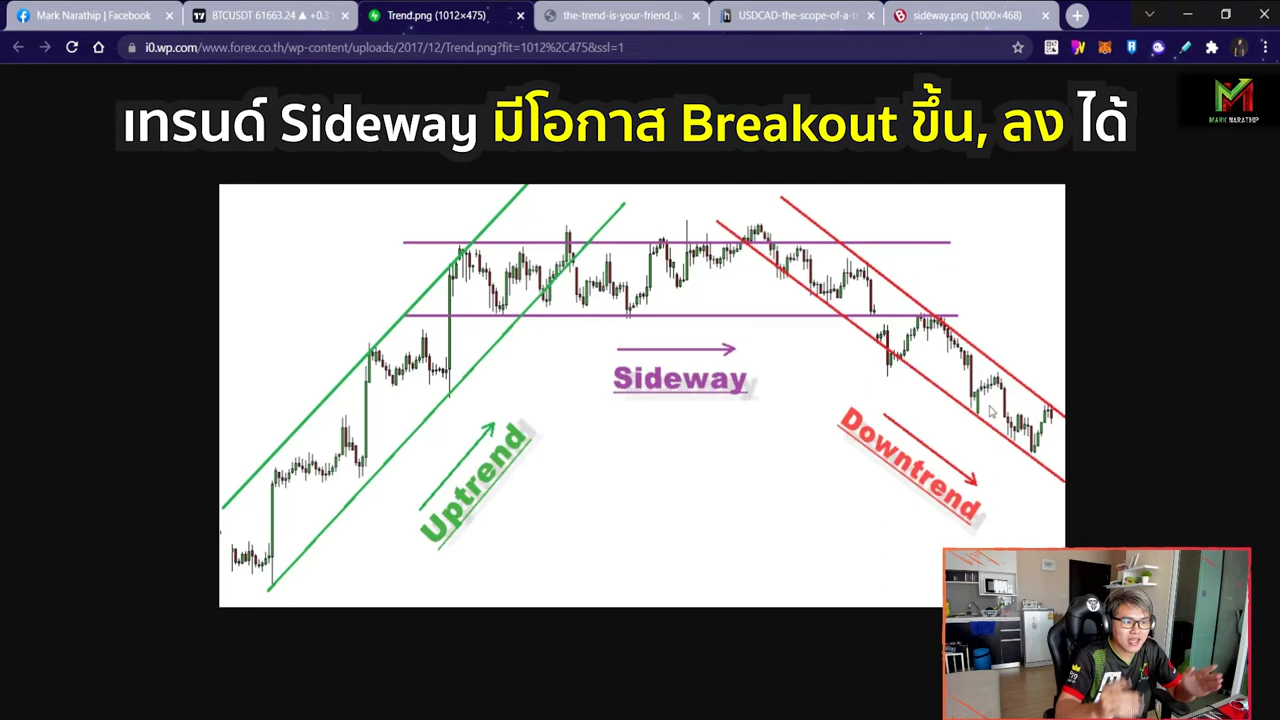 Mark Narathip | Facebook
BTCUSDT 61663.24 ▲ +0.3
Trend.png (1012×475)
the-trend-is-your-friend_b
USDCAD-the-scope-of-a-t
sideway.png (1000×468)
i0.wp.com/www.forex.co.th/wp-content/uploads/2017/12/Trend.png?fit=1012%2C475&ssl=1
เทรนด์ Sideway มีโอกาส Breakout ขึ้น, ลง ได้
MARK NARATHIP
Sideway
Uptrend
Downtrend